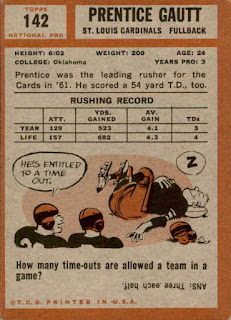 TOPPS
142
NATIONAL PRO
PRENTICE GAUTT
ST. LOUIS CARDINALS FULLBACK
HEIGHT: 6:02 WEIGHT: 200 AGE: 24
COLLEGE: Oklahoma YEARS PRO: 3
Prentice was the leading rusher for the
Cards in '61. He scored a 54 yard T.D., too.
RUSHING RECORD
ATT. YDS. GAINED AVG. GAIN TDs
YEAR 129 523 4.1 3
LIFE 157 682 4.3 4
HE'S ENTITLED
TO A TIME
OUT.
Z
How many time-outs are allowed a team in a
game?
ANS: Three each half.
© T.C.G. PRINTED IN U.S.A.